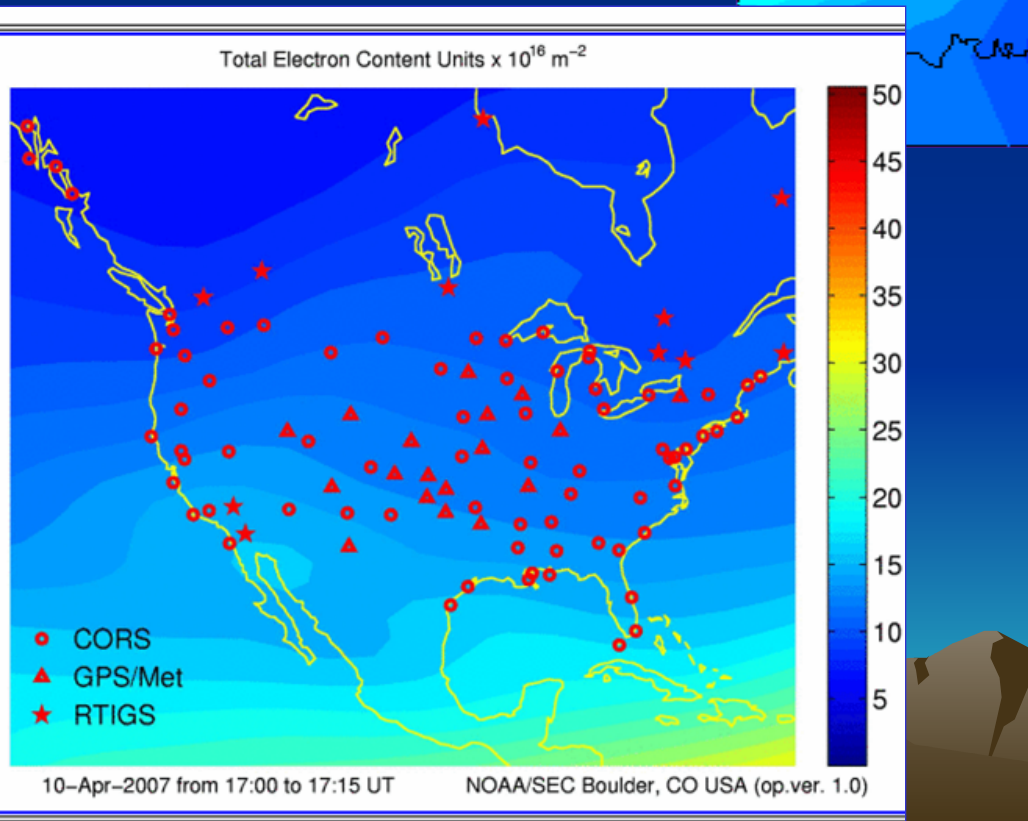 Total Electron Content Units x 10¹⁶ m⁻²
50
45
40
35
30
25
20
15
10
5
CORS
GPS/Met
RTIGS
10−Apr−2007 from 17:00 to 17:15 UT
NOAA/SEC Boulder, CO USA (op.ver. 1.0)